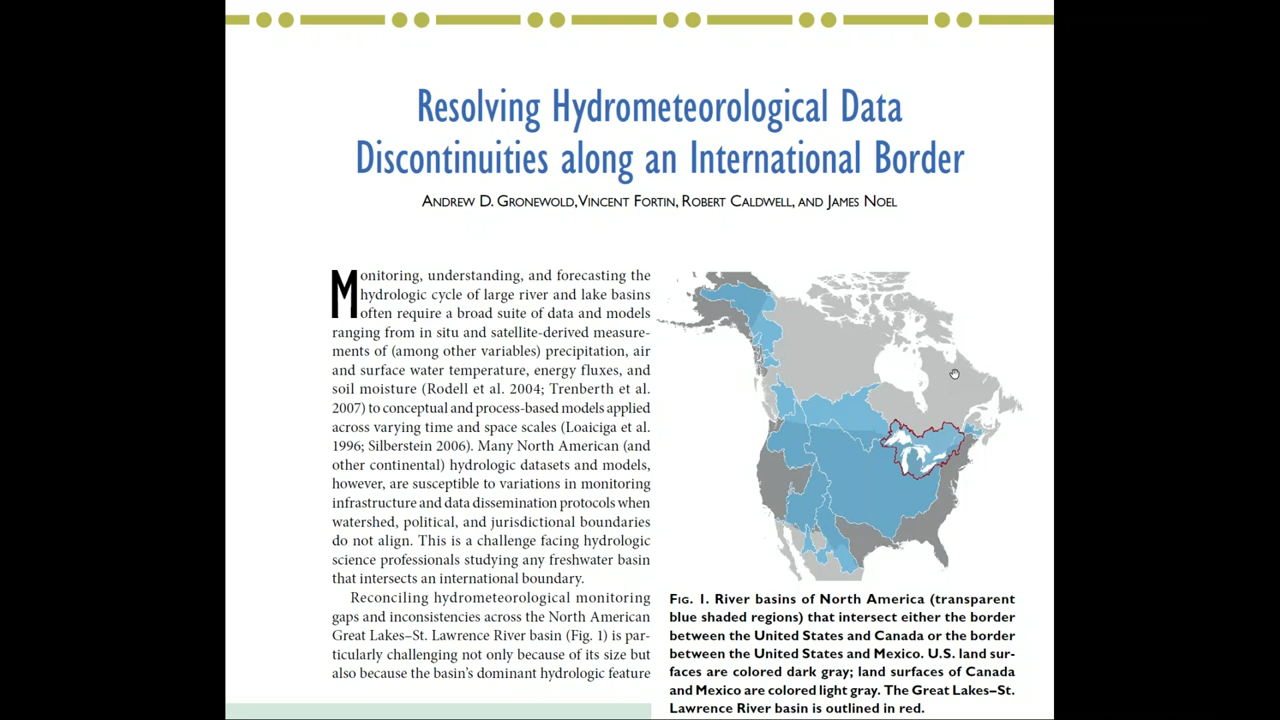 Resolving Hydrometeorological Data
Discontinuities along an International Border
Andrew D. Gronewold, Vincent Fortin, Robert Caldwell, and James Noel
Monitoring, understanding, and forecasting the
hydrologic cycle of large river and lake basins
often require a broad suite of data and models
ranging from in situ and satellite-derived measure-
ments of (among other variables) precipitation, air
and surface water temperature, energy fluxes, and
soil moisture (Rodell et al. 2004; Trenberth et al.
2007) to conceptual and process-based models applied
across varying time and space scales (Loaiciga et al.
1996; Silberstein 2006). Many North American (and
other continental) hydrologic datasets and models,
however, are susceptible to variations in monitoring
infrastructure and data dissemination protocols when
watershed, political, and jurisdictional boundaries
do not align. This is a challenge facing hydrologic
science professionals studying any freshwater basin
that intersects an international boundary.
Reconciling hydrometeorological monitoring
gaps and inconsistencies across the North American
Great Lakes–St. Lawrence River basin (Fig. 1) is par-
ticularly challenging not only because of its size but
also because the basin's dominant hydrologic feature
Fig. 1. River basins of North America (transparent
blue shaded regions) that intersect either the border
between the United States and Canada or the border
between the United States and Mexico. U.S. land sur-
faces are colored dark gray; land surfaces of Canada
and Mexico are colored light gray. The Great Lakes–St.
Lawrence River basin is outlined in red.